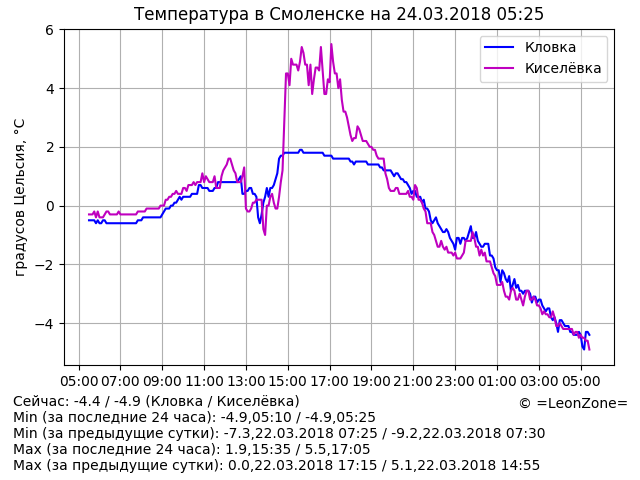 Температура в Смоленске на 24.03.2018 05:25
градусов Цельсия, °C
6
4
2
0
−2
−4
Кловка
Киселёвка
05:00 07:00 09:00 11:00 13:00 15:00 17:00 19:00 21:00 23:00 01:00 03:00 05:00
Сейчас: -4.4 / -4.9 (Кловка / Киселёвка)
© =LeonZone=
Min (за последние 24 часа): -4.9,05:10 / -4.9,05:25
Min (за предыдущие сутки): -7.3,22.03.2018 07:25 / -9.2,22.03.2018 07:30
Max (за последние 24 часа): 1.9,15:35 / 5.5,17:05
Max (за предыдущие сутки): 0.0,22.03.2018 17:15 / 5.1,22.03.2018 14:55